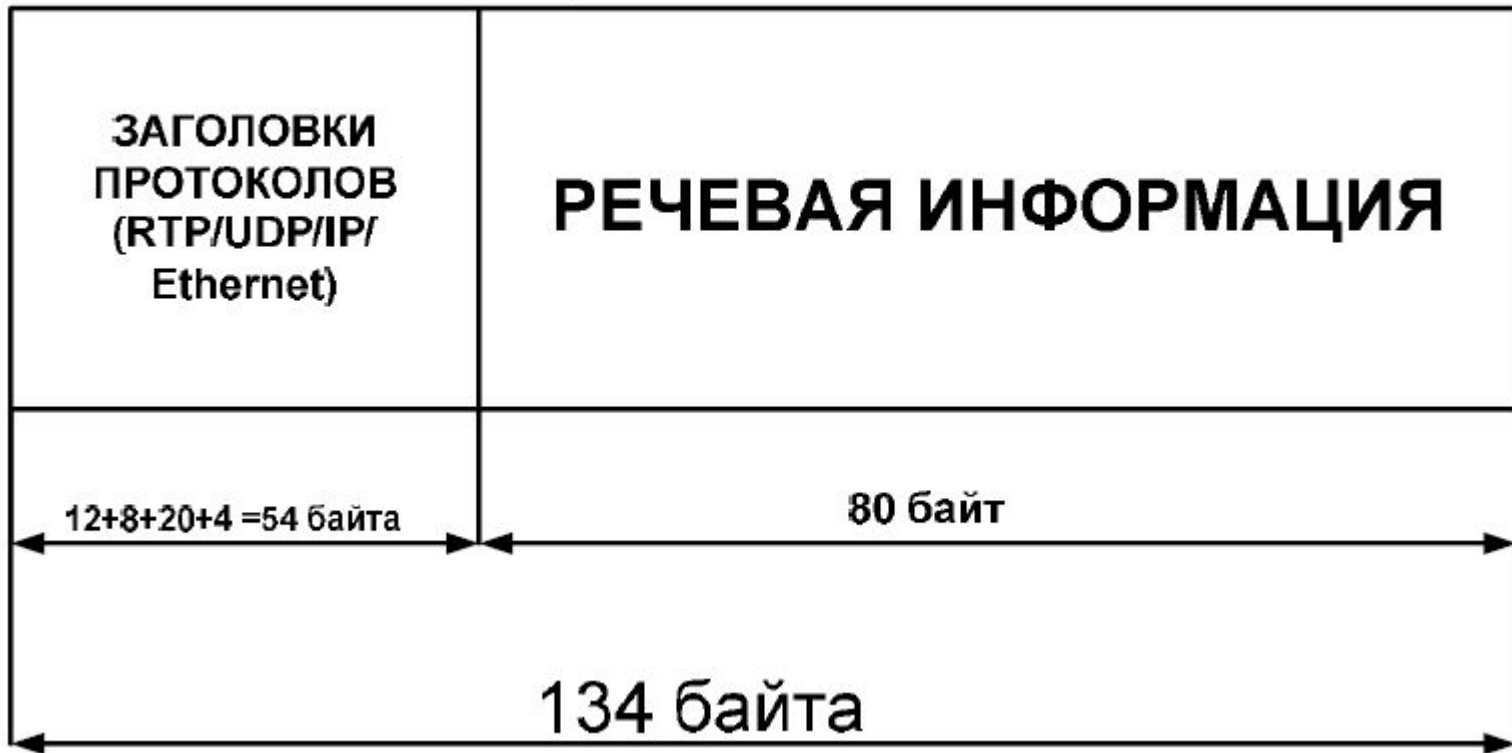 ЗАГОЛОВКИ
ПРОТОКОЛОВ
(RTP/UDP/IP/
Ethernet)
РЕЧЕВАЯ ИНФОРМАЦИЯ
12+8+20+4 =54 байта
80 байт
134 байта